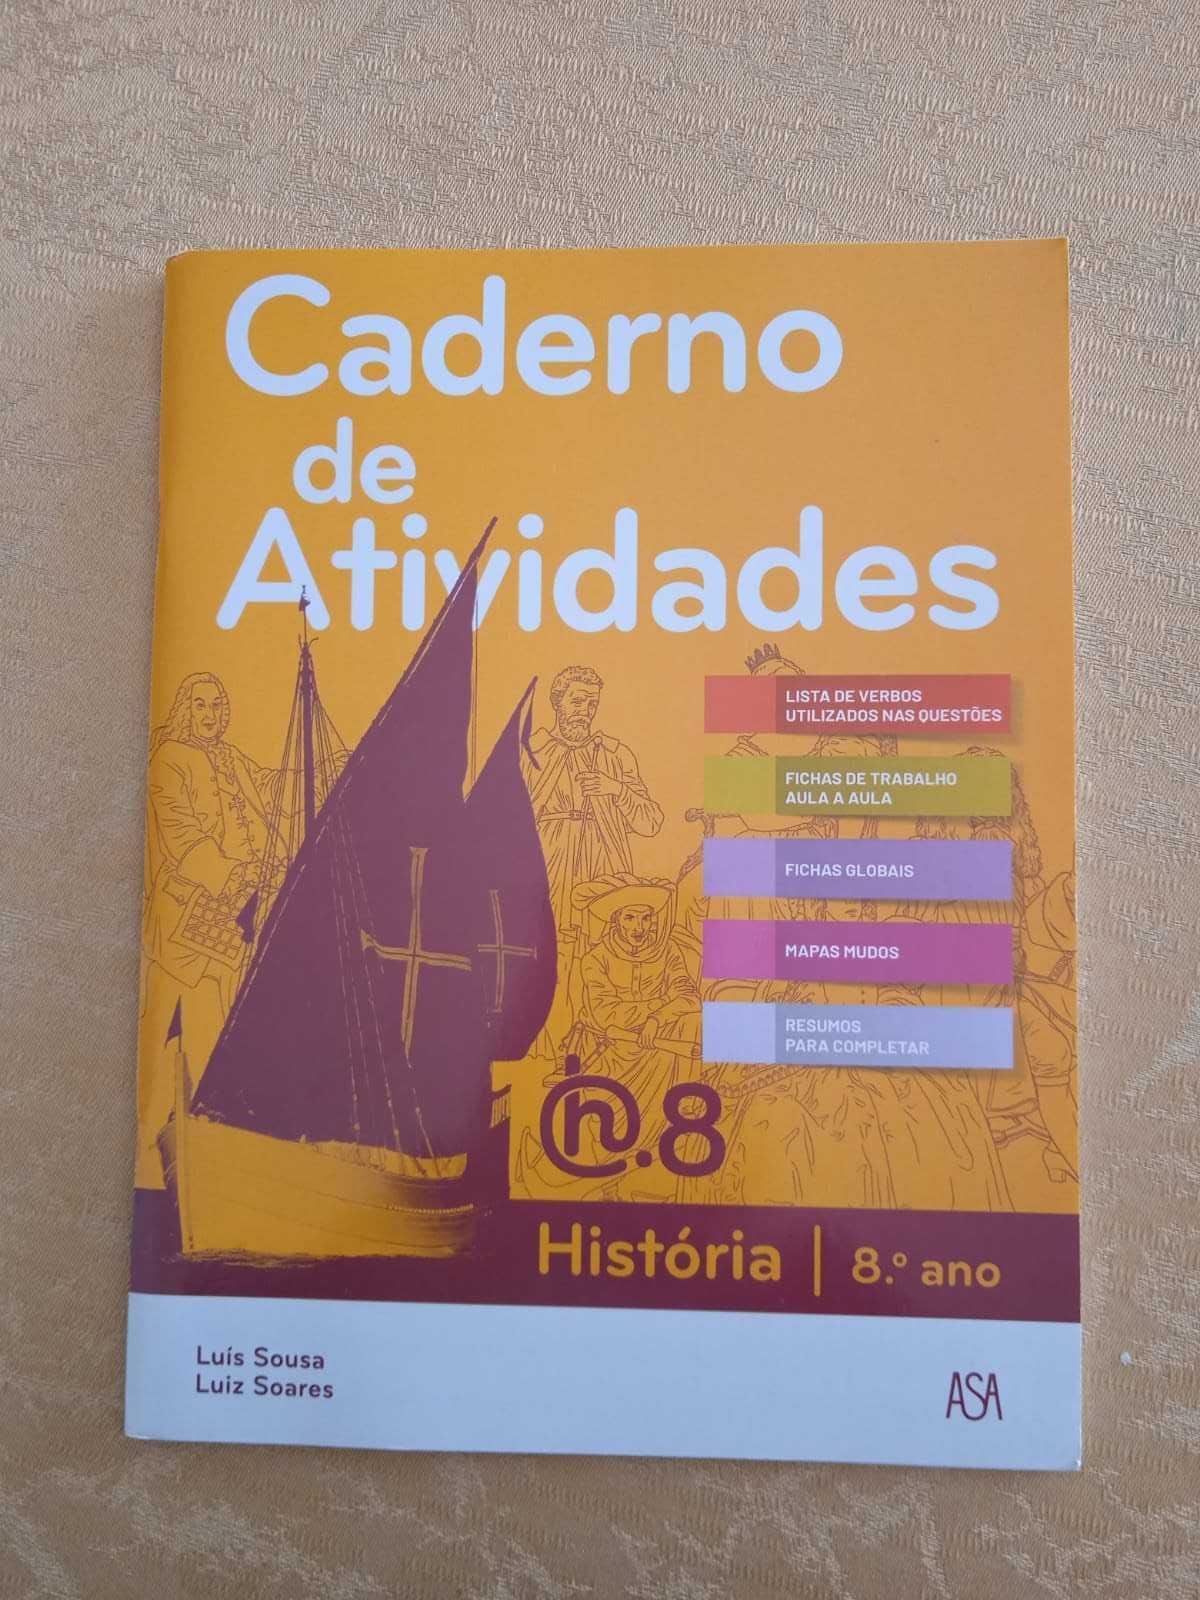 Caderno
de
Atividades
LISTA DE VERBOS
UTILIZADOS NAS QUESTÕES
FICHAS DE TRABALHO
AULA A AULA
FICHAS GLOBAIS
MAPAS MUDOS
RESUMOS
PARA COMPLETAR
h.8
História | 8.º ano
Luís Sousa
Luiz Soares
ASA